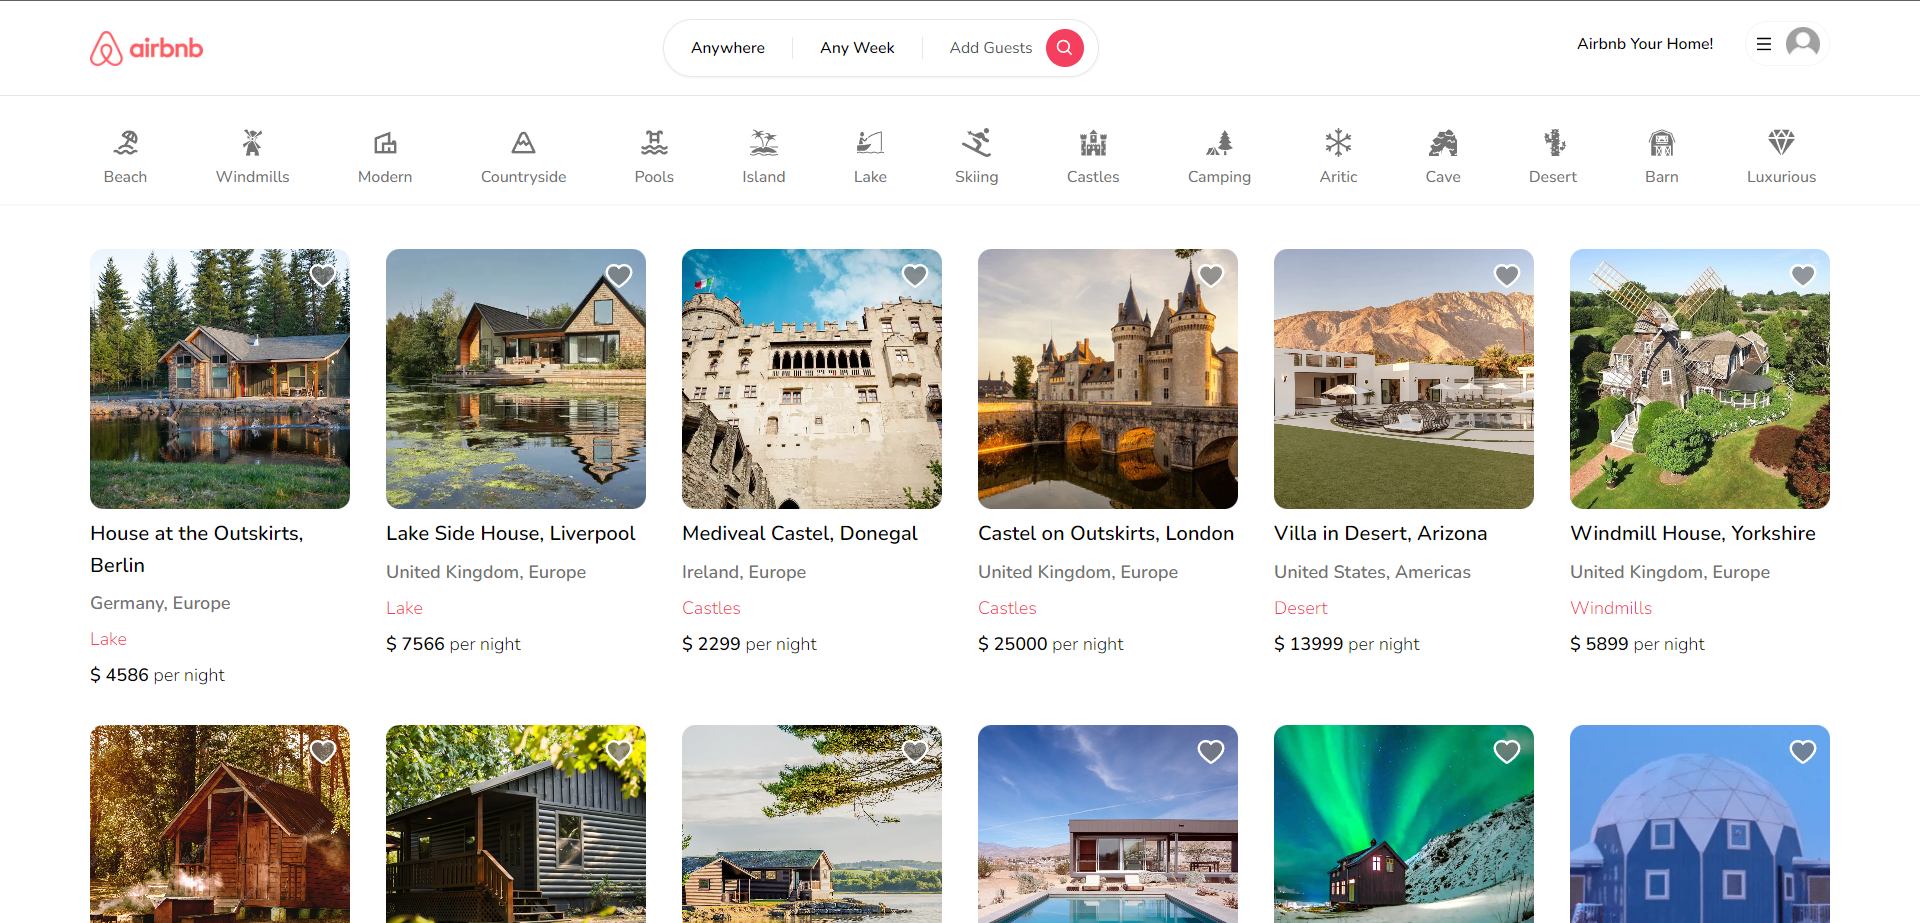 airbnb
Anywhere
Any Week
Add Guests
Airbnb Your Home!
Beach
Windmills
Modern
Countryside
Pools
Island
Lake
Skiing
Castles
Camping
Aritic
Cave
Desert
Barn
Luxurious
House at the Outskirts,
Berlin
Germany, Europe
Lake
$ 4586 per night
Lake Side House, Liverpool
United Kingdom, Europe
Lake
$ 7566 per night
Mediveal Castel, Donegal
Ireland, Europe
Castles
$ 2299 per night
Castel on Outskirts, London
United Kingdom, Europe
Castles
$ 25000 per night
Villa in Desert, Arizona
United States, Americas
Desert
$ 13999 per night
Windmill House, Yorkshire
United Kingdom, Europe
Windmills
$ 5899 per night